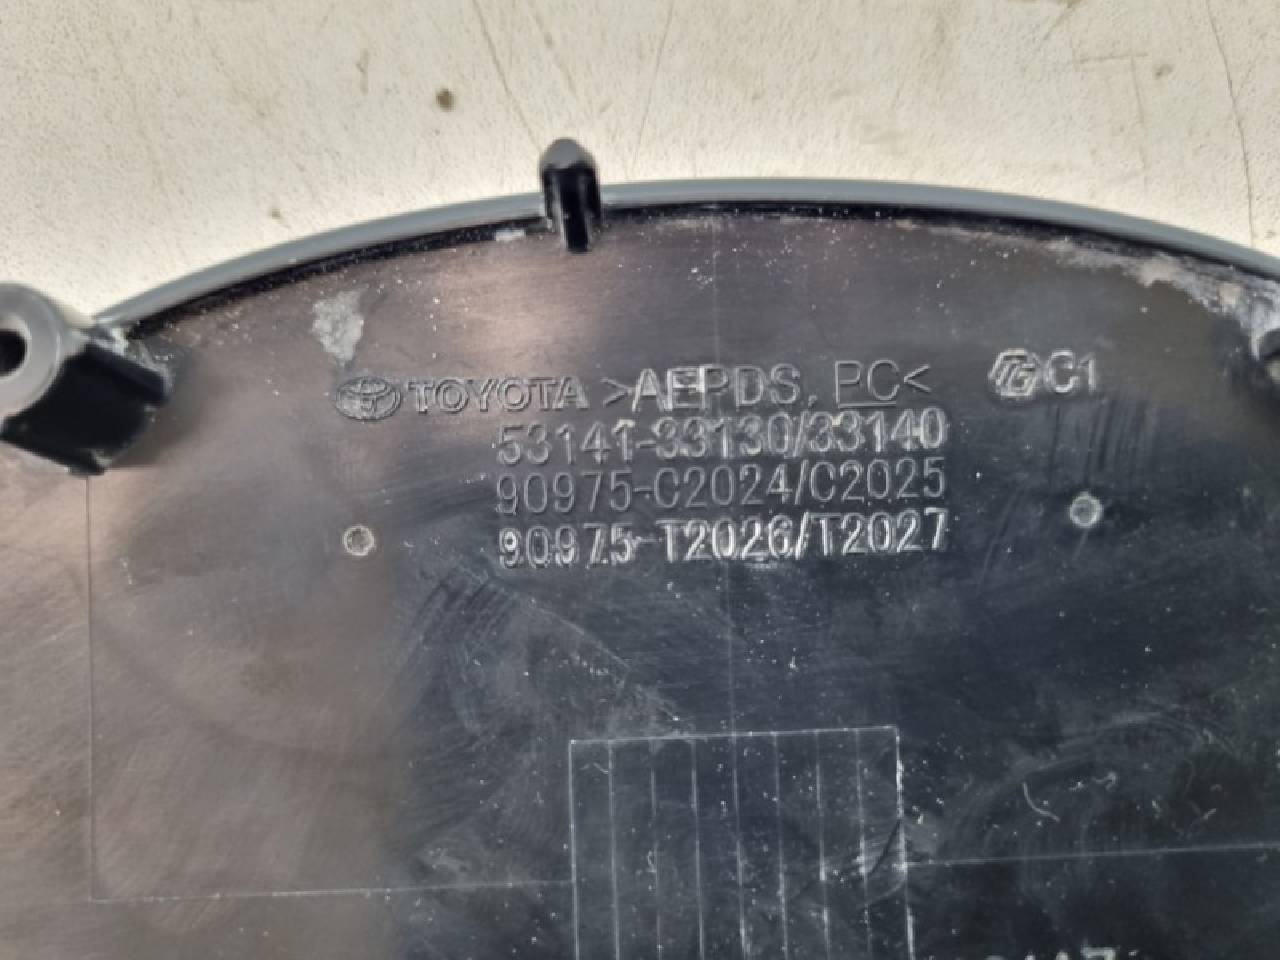 TOYOTA >AEPDS, PC< C1
53141-33130/33140
90975-C2024/C2025
90975-T2026/T2027